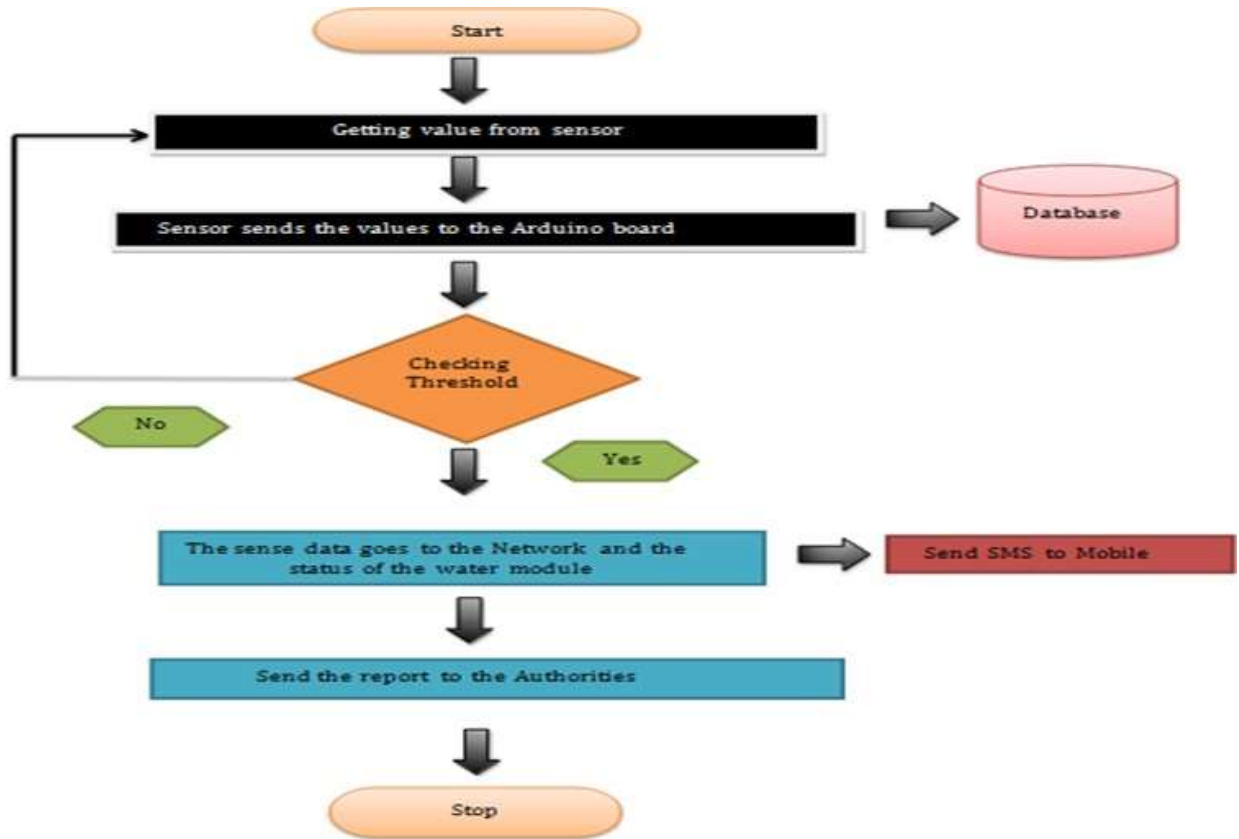 Start
Getting value from sensor
Sensor sends the values to the Arduino board
Database
Checking
Threshold
No
Yes
The sense data goes to the Network and the
status of the water module
Send SMS to Mobile
Send the report to the Authorities
Stop